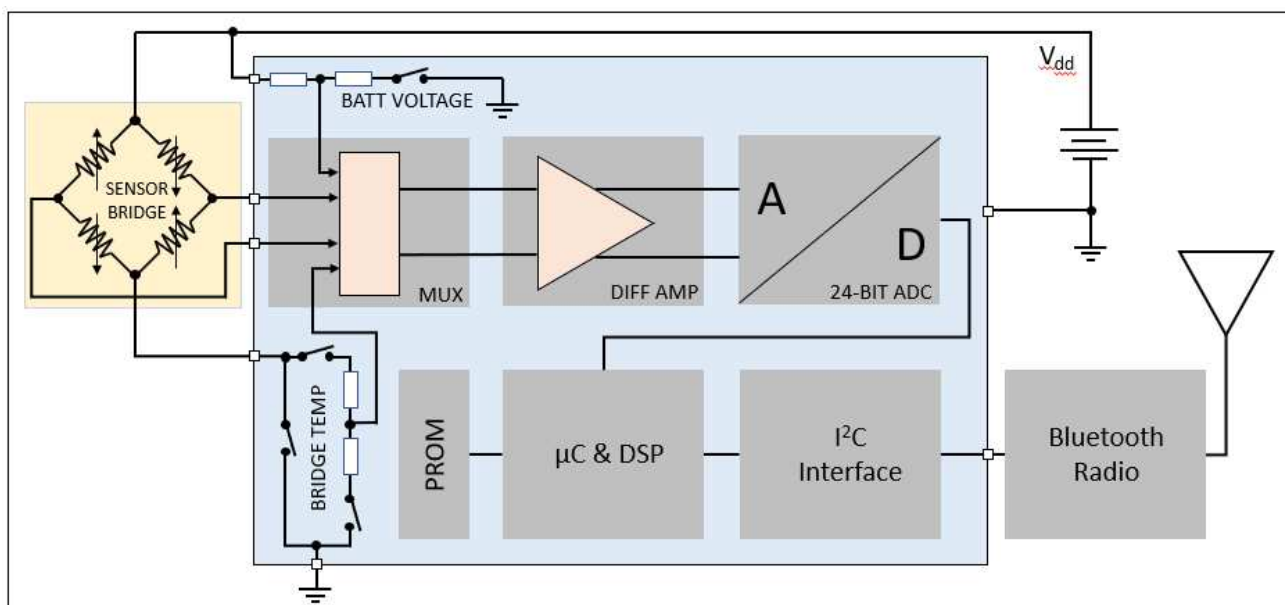 V_dd
BATT VOLTAGE
SENSOR
BRIDGE
A
D
MUX
DIFF AMP
24-BIT ADC
BRIDGE TEMP
PROM
µC & DSP
I²C
Interface
Bluetooth
Radio